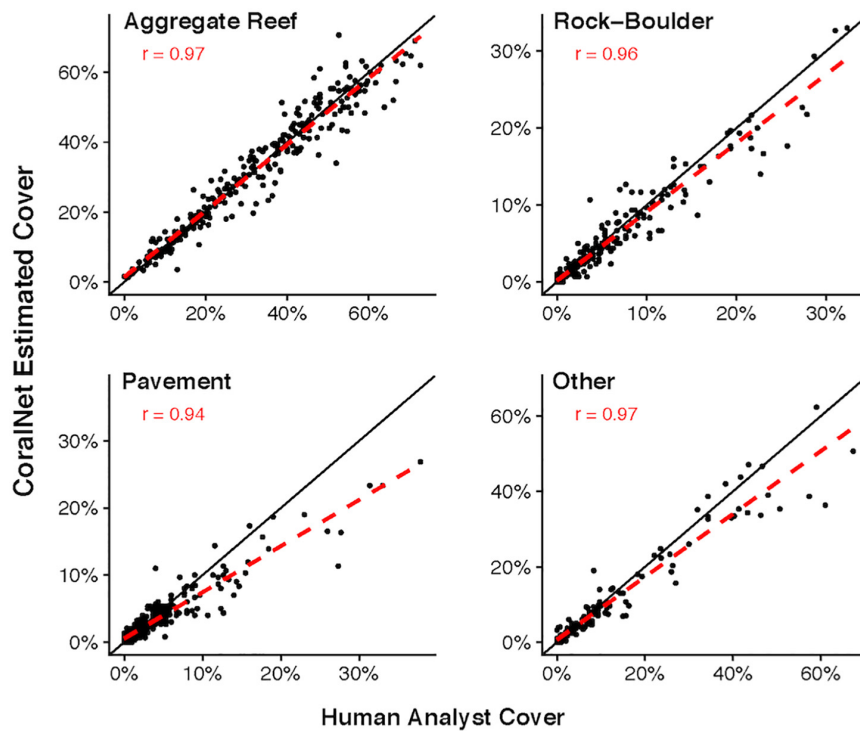 CoralNet Estimated Cover
Aggregate Reef
r = 0.97
60%
40%
20%
0%
0% 20% 40% 60%
Rock–Boulder
r = 0.96
30%
20%
10%
0%
0% 10% 20% 30%
Pavement
r = 0.94
30%
20%
10%
0%
0% 10% 20% 30%
Other
r = 0.97
60%
40%
20%
0%
0% 20% 40% 60%
Human Analyst Cover